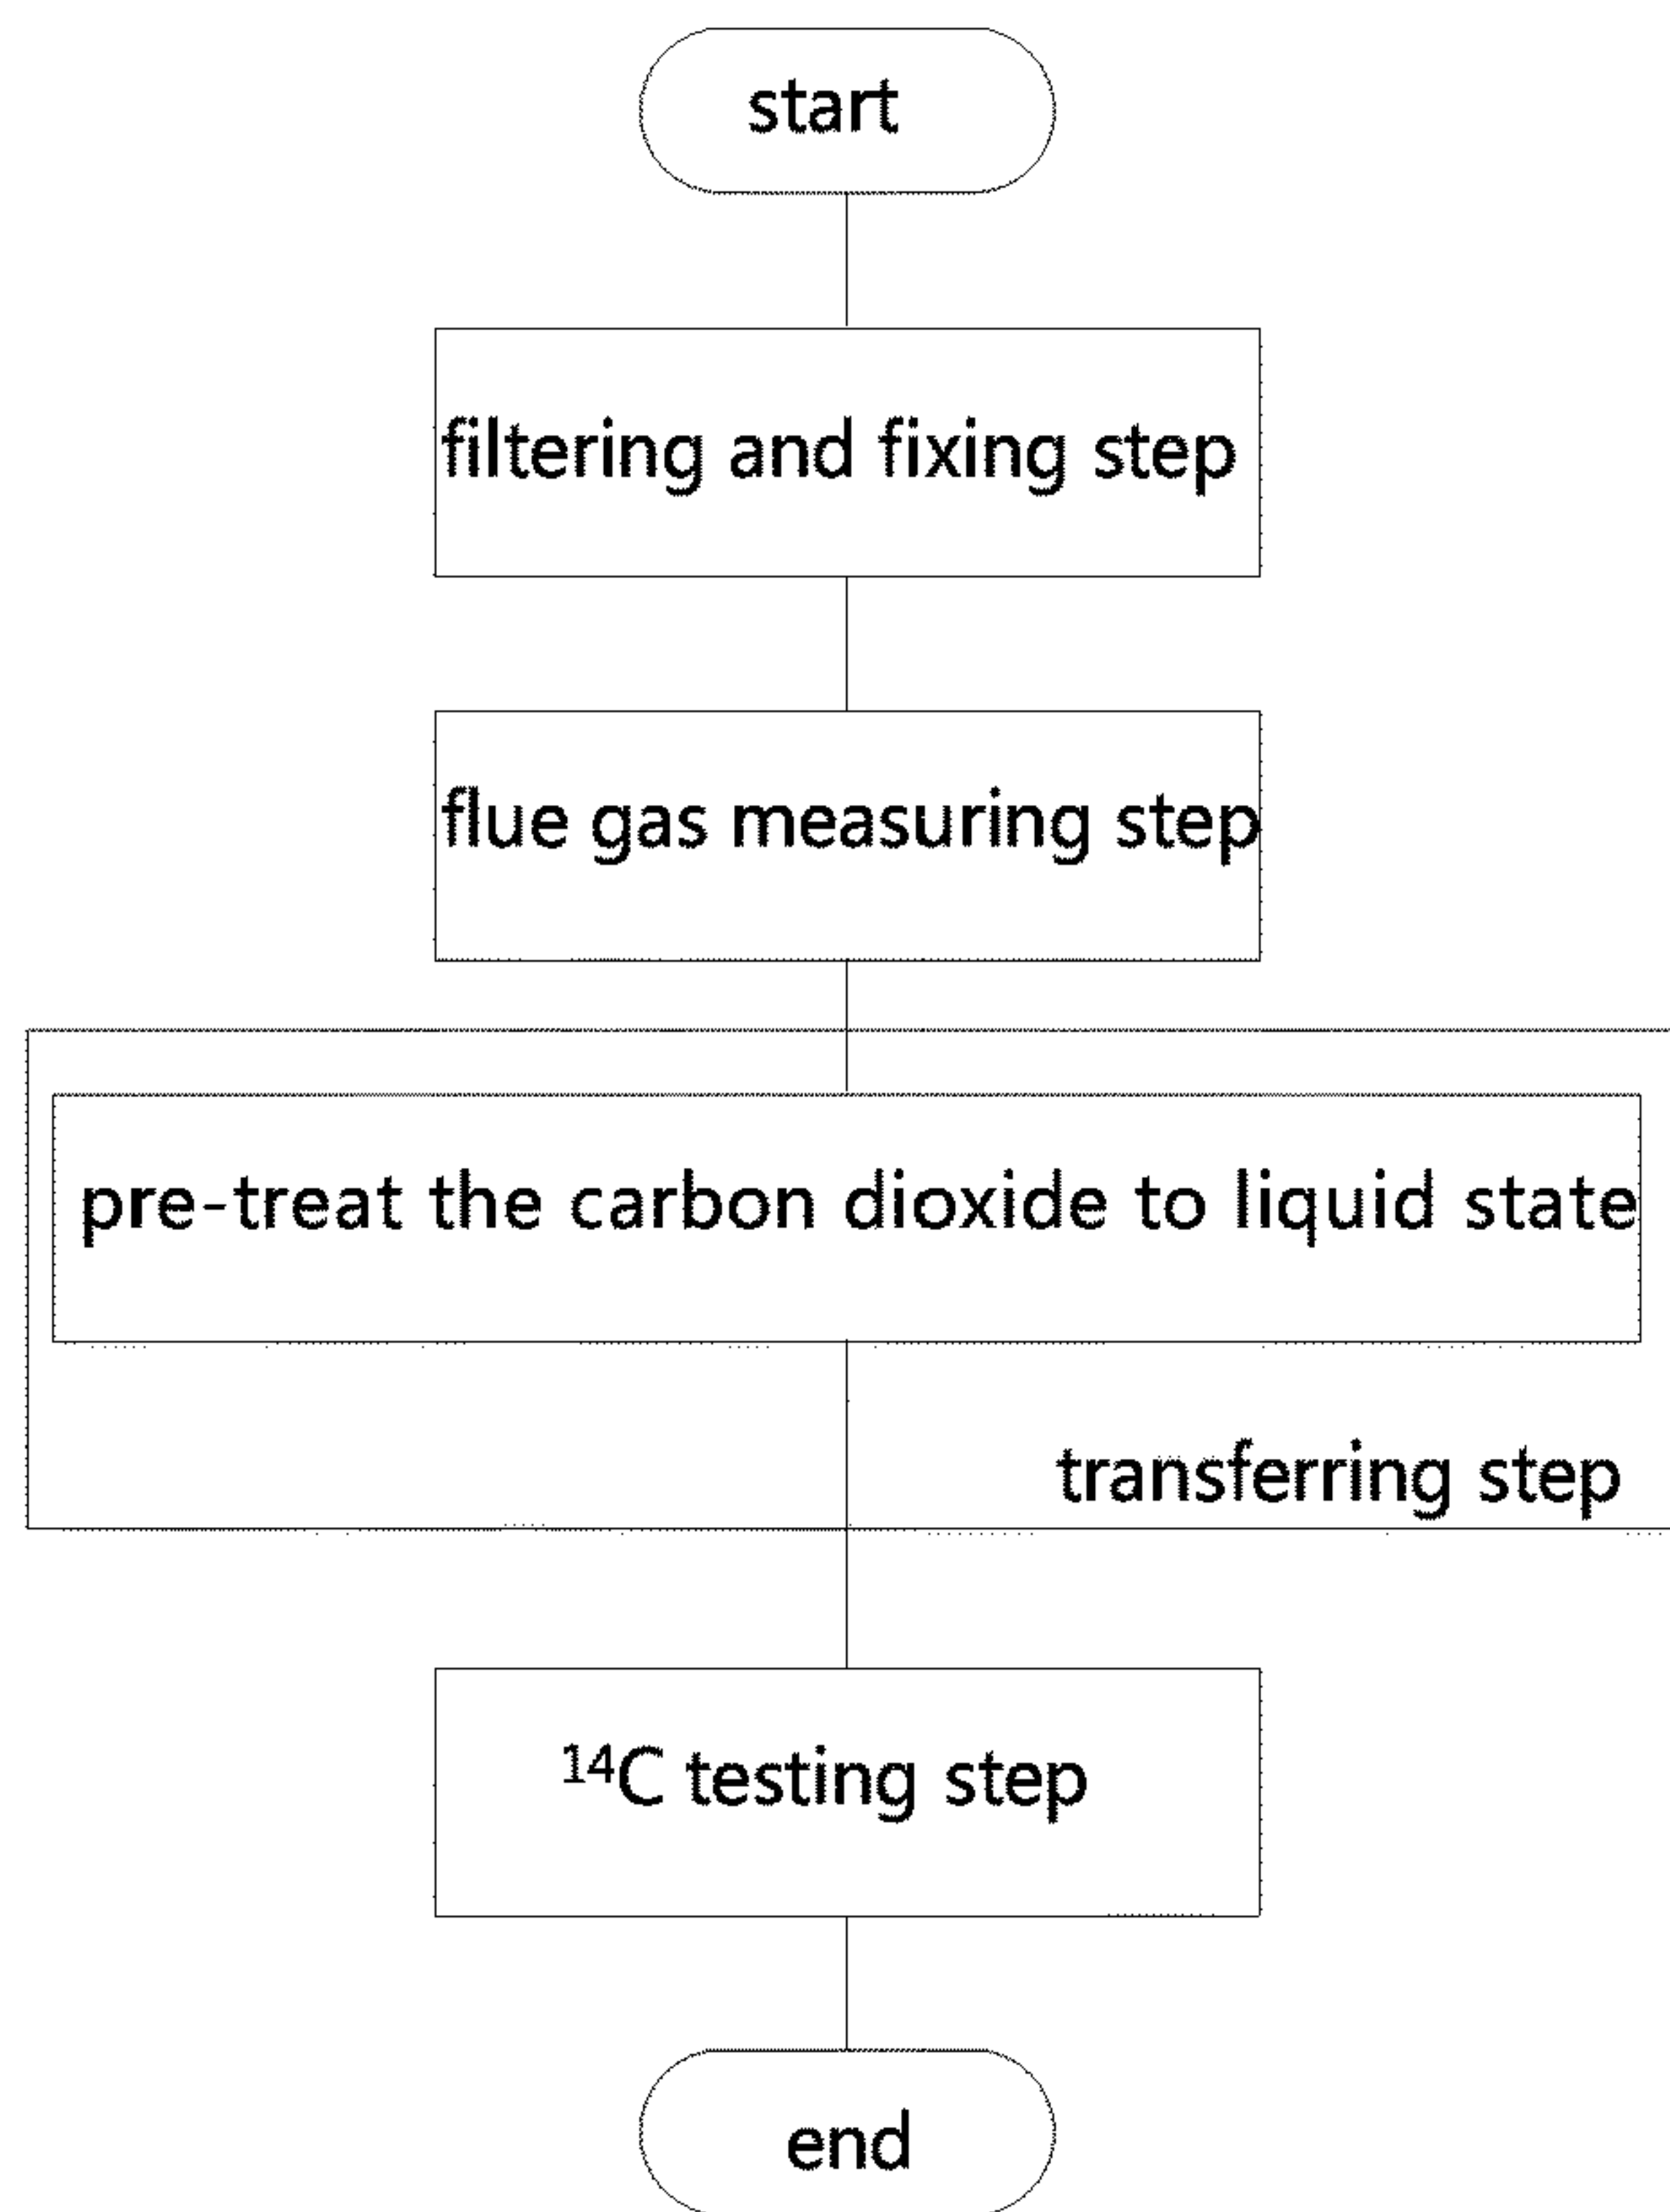 start
filtering and fixing step
flue gas measuring step
pre-treat the carbon dioxide to liquid state
transferring step
¹⁴C testing step
end